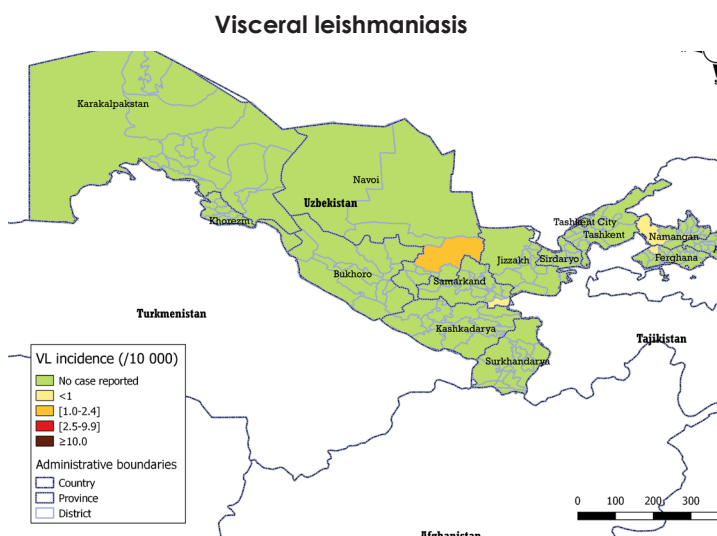 Visceral leishmaniasis
Karakalpakstan
Navoi
Uzbekistan
Khorezm
Tashkent City
Tashkent
Namangan
Ferghana
Jizzakh
Sirdaryo
Bukhoro
Samarkand
Turkmenistan
Kashkadarya
Tajikistan
Surkhandarya
VL incidence (/10 000)
No case reported
<1
[1.0-2.4]
[2.5-9.9]
≥10.0
Administrative boundaries
Country
Province
District
0 100 200 300